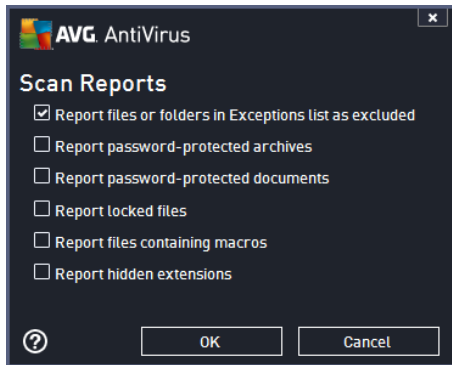 AVG. AntiVirus
Scan Reports
Report files or folders in Exceptions list as excluded
Report password-protected archives
Report password-protected documents
Report locked files
Report files containing macros
Report hidden extensions
?
OK
Cancel